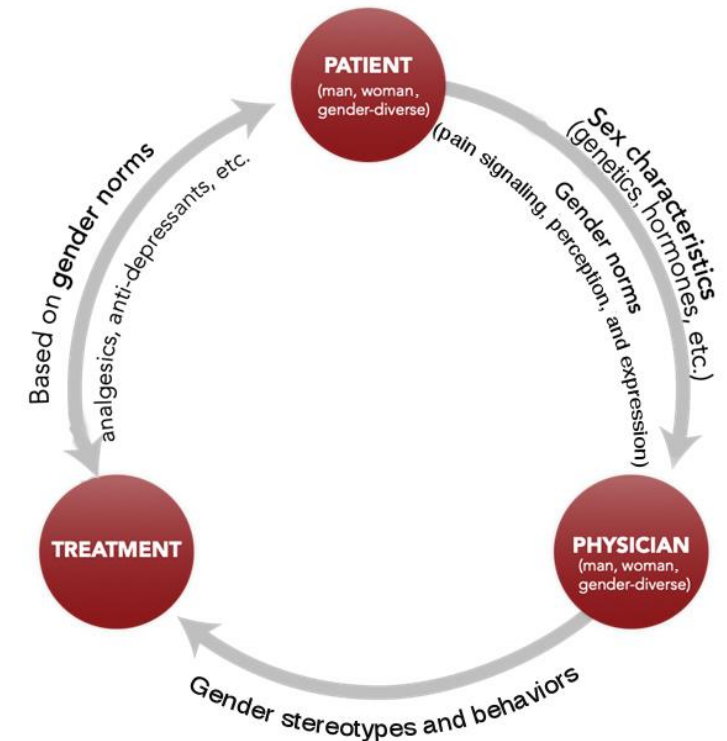 PATIENT
(man, woman,
gender-diverse)
Sex characteristics
(genetics, hormones, etc.)
Gender norms
(pain signaling, perception, and expression)
PHYSICIAN
(man, woman,
gender-diverse)
Gender stereotypes and behaviors
TREATMENT
Based on gender norms
analgesics, anti-depressants, etc.